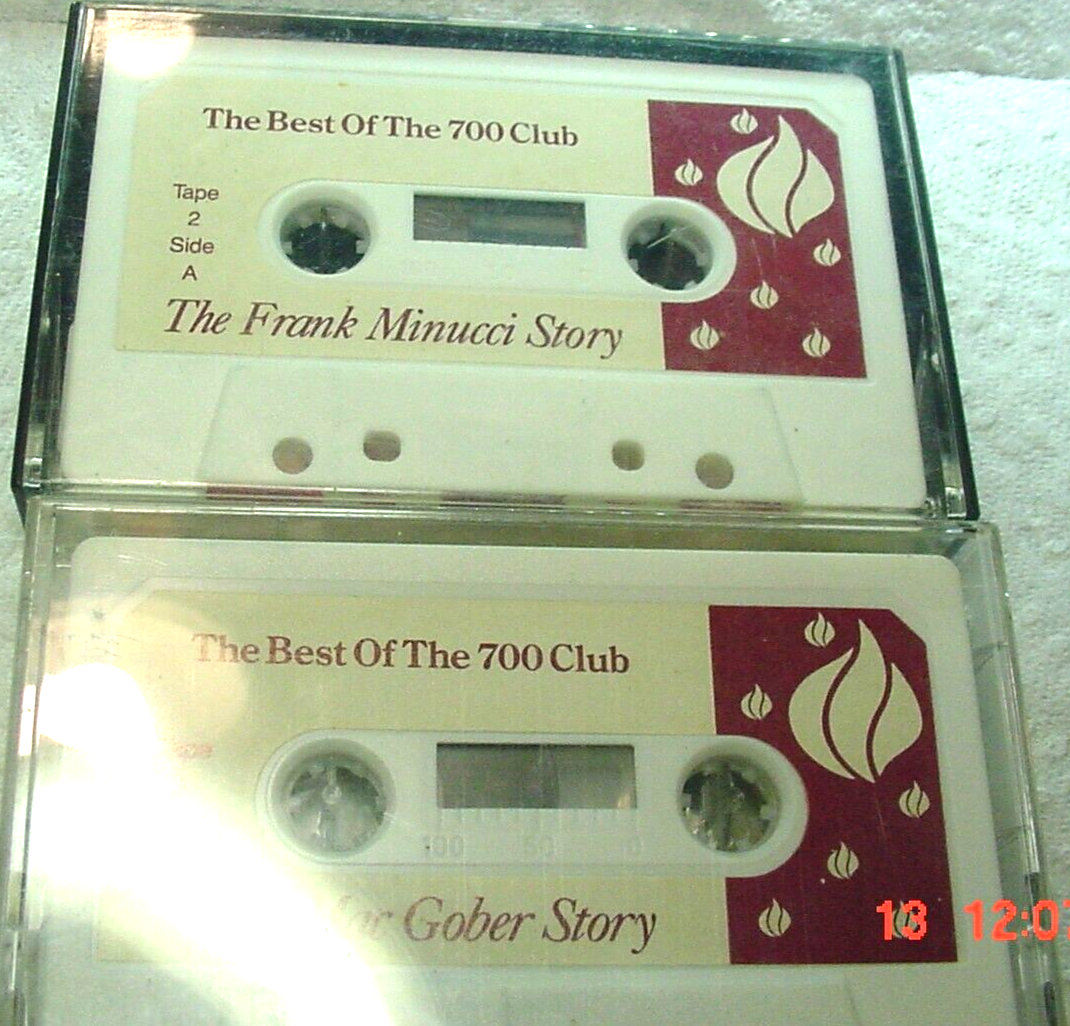 The Best Of The 700 Club
Tape
2
Side
A
The Frank Minucci Story
The Best Of The 700 Club
100 50 0
Gober Story
13 12:07